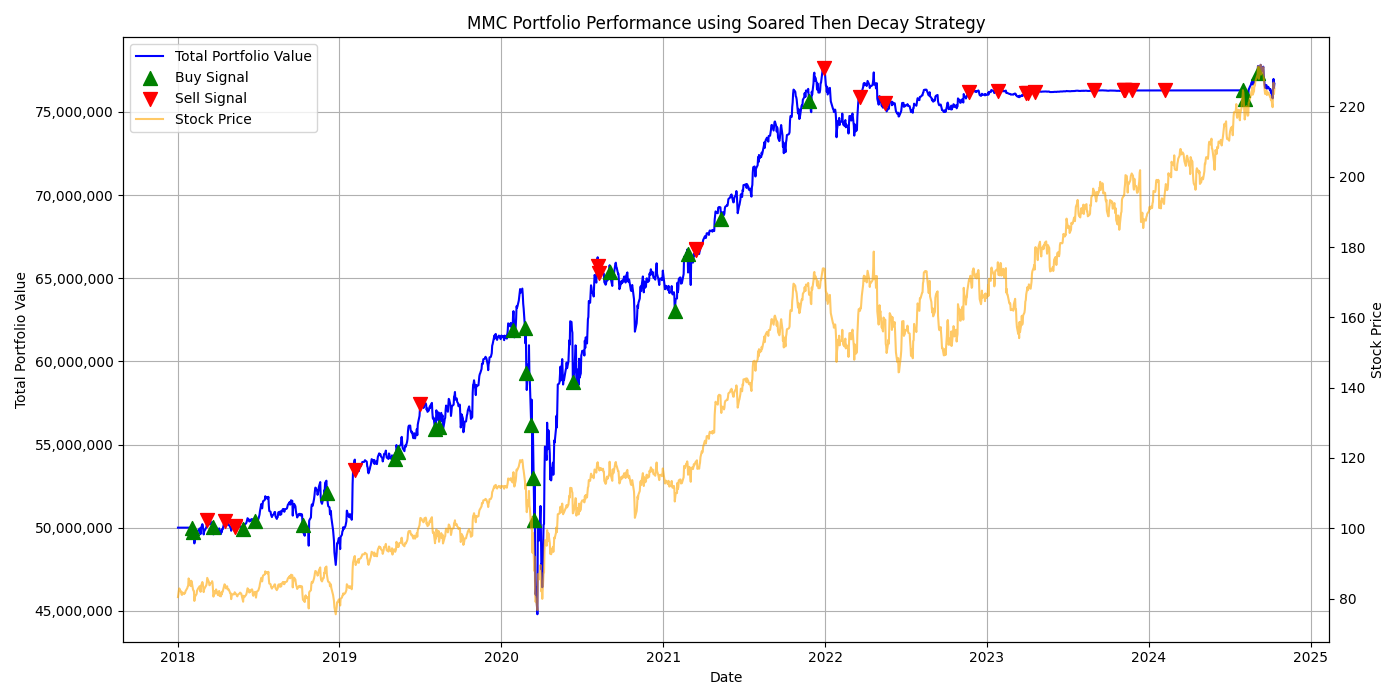 MMC Portfolio Performance using Soared Then Decay Strategy
Total Portfolio Value
Buy Signal
Sell Signal
Stock Price
75,000,000
70,000,000
65,000,000
60,000,000
55,000,000
50,000,000
45,000,000
Total Portfolio Value
220
200
180
160
140
120
100
80
Stock Price
2018
2019
2020
2021
2022
2023
2024
2025
Date